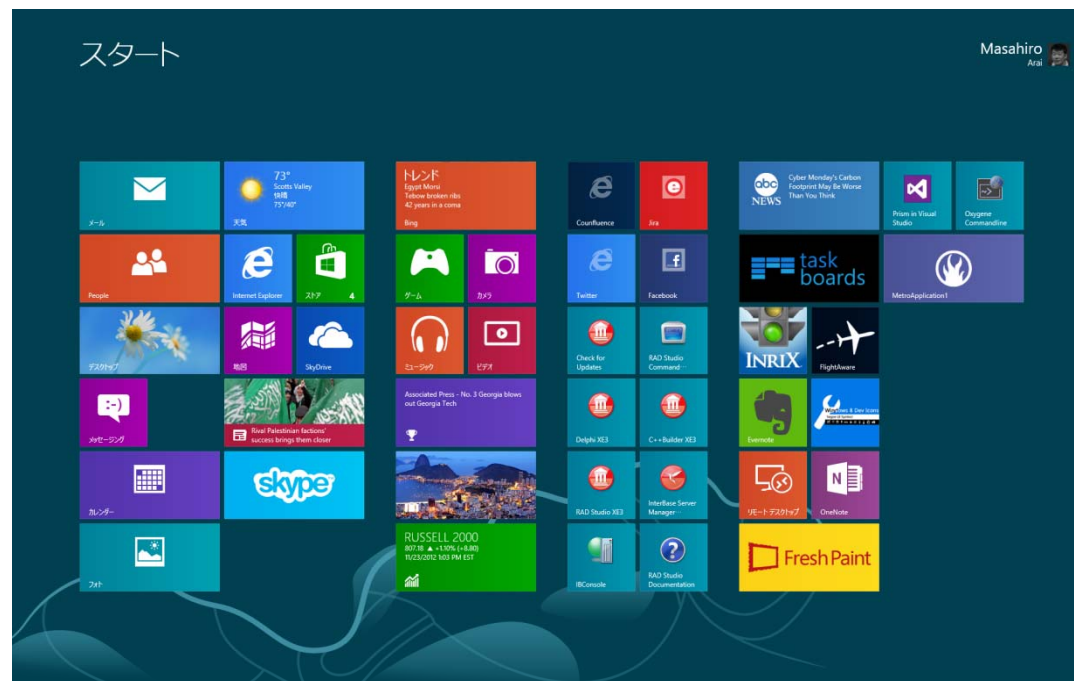 スタート
Masahiro
Arai
メール
73°
Scotts Valley
快晴
75°/40°
天気
People
Internet Explorer
ストア
4
デスクトップ
地図
SkyDrive
:-)
メッセージング
Rival Palestinian factions'
success brings them closer
カレンダー
skype
フォト
トレンド
Egypt Morsi
Tebow broken ribs
42 years in a coma
Bing
ゲーム
カメラ
ミュージック
ビデオ
Associated Press - No. 3 Georgia blows
out Georgia Tech
RUSSELL 2000
807.18 ▲ +1.10% (+8.80)
11/23/2012 1:03 PM EST
Counfluence
Jira
Twitter
Facebook
Check for
Updates
RAD Studio
Command…
Delphi XE3
C++Builder XE3
RAD Studio XE3
InterBase Server
Manager…
IBConsole
RAD Studio
Documentation
abc
NEWS
Cyber Monday's Carbon
Footprint May Be Worse
Than You Think
Prism in Visual
Studio
Oxygene
Commandline
task
boards
MetroApplication1
INRIX
FlightAware
Evernote
リモート デスクトップ
N
OneNote
Fresh Paint